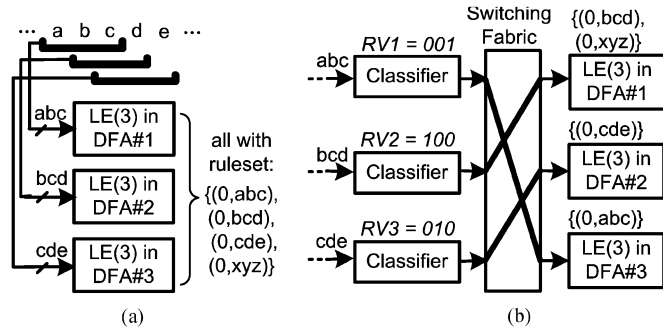 ··· a b c d e ···
abc
LE(3) in
DFA#1
bcd
LE(3) in
DFA#2
cde
LE(3) in
DFA#3
all with
ruleset:
{(0,abc),
(0,bcd),
(0,cde),
(0,xyz)}
(a)
Switching
Fabric
abc
RV1 = 001
Classifier
bcd
RV2 = 100
Classifier
cde
RV3 = 010
Classifier
{(0,bcd),
(0,xyz)}
LE(3) in
DFA#1
{(0,cde)}
LE(3) in
DFA#2
{(0,abc)}
LE(3) in
DFA#3
(b)